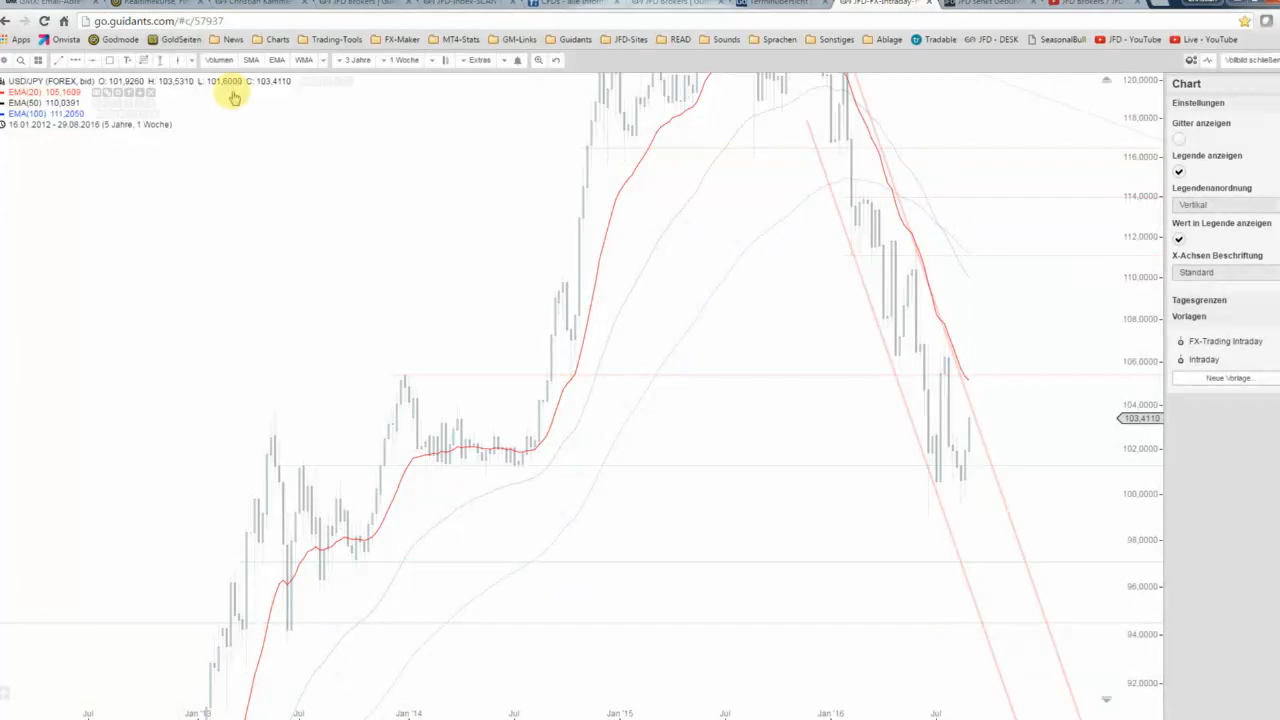 go.guidants.com/#c/57937
Apps Onvista Godmode GoldSeiten News Charts Trading-Tools FX-Maker MT4-Stats GM-Links Guidants JFD-Sites READ Sounds Sprachen Sonstiges Ablage Tradable JFD - DESK SeasonalBull JFD - YouTube Live - YouTube
Volumen SMA EMA WMA 3 Jahre 1 Woche Extras Vollbild schließen
USD/JPY (FOREX, bid) O: 101,9260 H: 103,5310 L: 101,6000 C: 103,4110
EMA(20) 105,1609
EMA(50) 110,0391
EMA(100) 111,2050
16.01.2012 - 29.08.2016 (5 Jahre, 1 Woche)
120,0000
118,0000
116,0000
114,0000
112,0000
110,0000
108,0000
106,0000
104,0000
103,4110
102,0000
100,0000
98,0000
96,0000
94,0000
92,0000
Jul Jan '13 Jul Jan '14 Jul Jan '15 Jul Jan '16 Jul
Chart
Einstellungen
Gitter anzeigen
Legende anzeigen
Legendenanordnung
Vertikal
Wert in Legende anzeigen
X-Achsen Beschriftung
Standard
Tagesgrenzen
Vorlagen
FX-Trading Intraday
Intraday
Neue Vorlage...